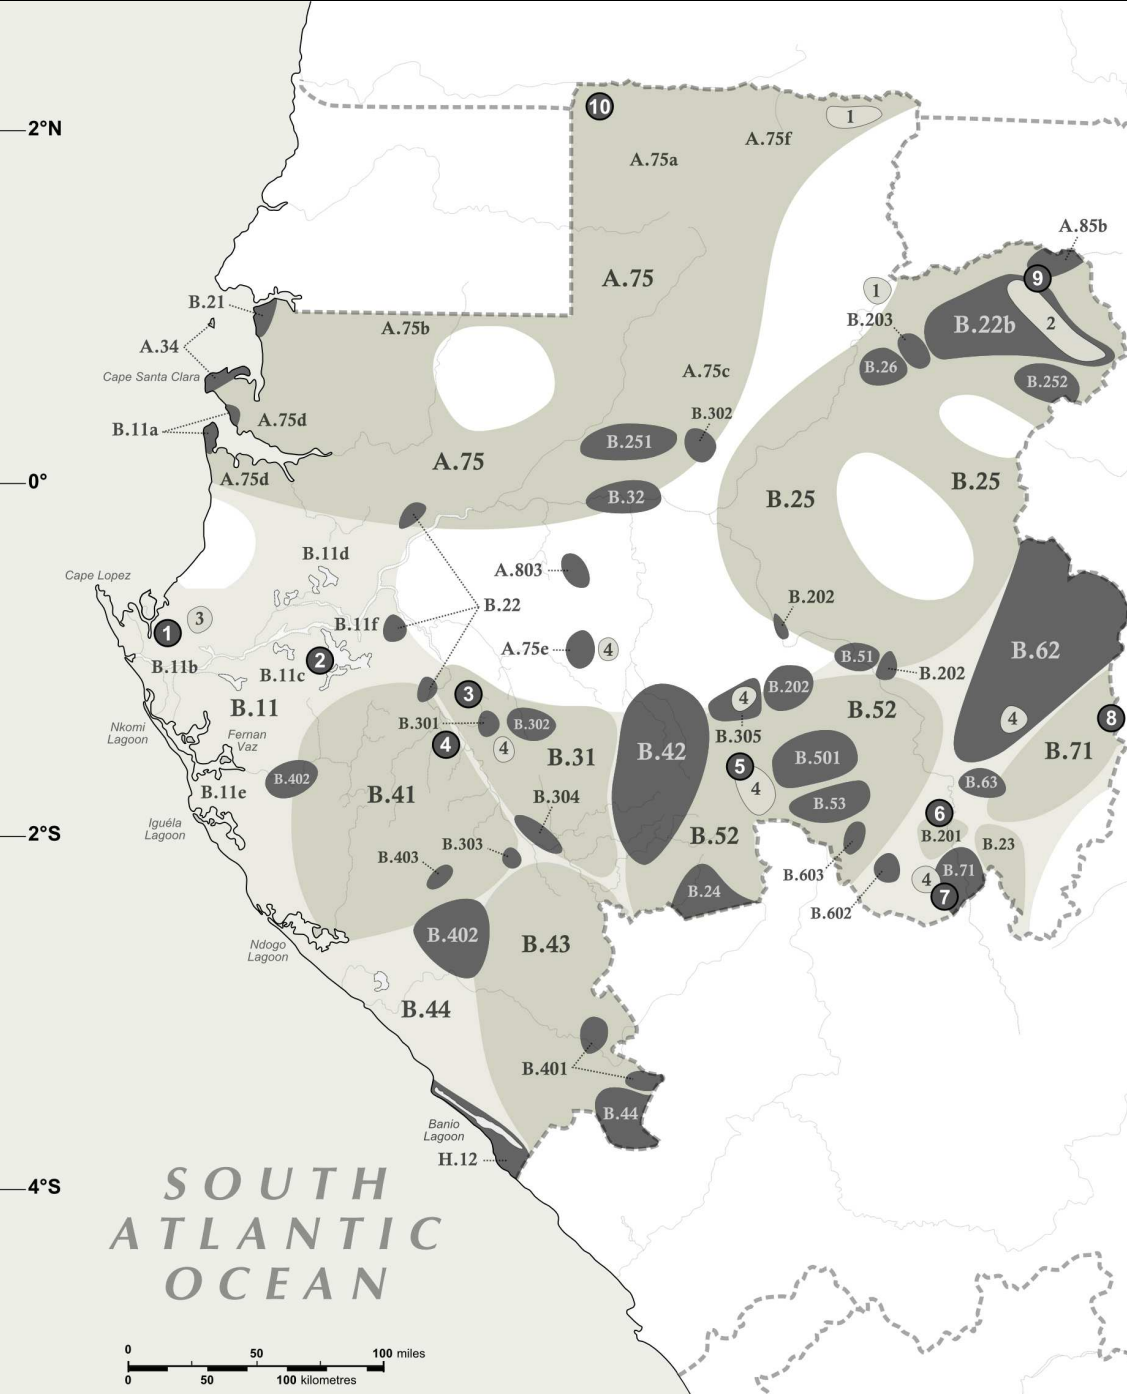 10
1
2°N
A.75f
A.75a
A.85b
A.75
9
1
B.21
B.203
B.22b
2
A.75b
A.34
Cape Santa Clara
A.75c
B.26
B.252
B.302
B.11a
A.75d
B.251
A.75
0°
A.75d
B.25
B.25
B.32
B.11d
Cape Lopez
A.803
B.22
B.202
3
1
B.11f
A.75e
4
B.51
B.62
B.11b
2
B.11c
B.202
B.202
3
4
B.11
B.301
B.302
B.52
4
8
Nkomi
Lagoon
Fernan
Vaz
4
4
B.305
B.42
B.31
B.71
B.501
5
B.402
B.11e
B.41
4
B.63
B.304
B.53
6
Iguéla
Lagoon
2°S
B.52
B.201
B.23
B.303
B.403
B.603
B.71
4
B.24
7
B.602
B.402
B.43
Ndogo
Lagoon
B.44
B.401
B.44
Banio
Lagoon
H.12
SOUTH
ATLANTIC
OCEAN
4°S
0 50 100 miles
0 50 100 kilometres